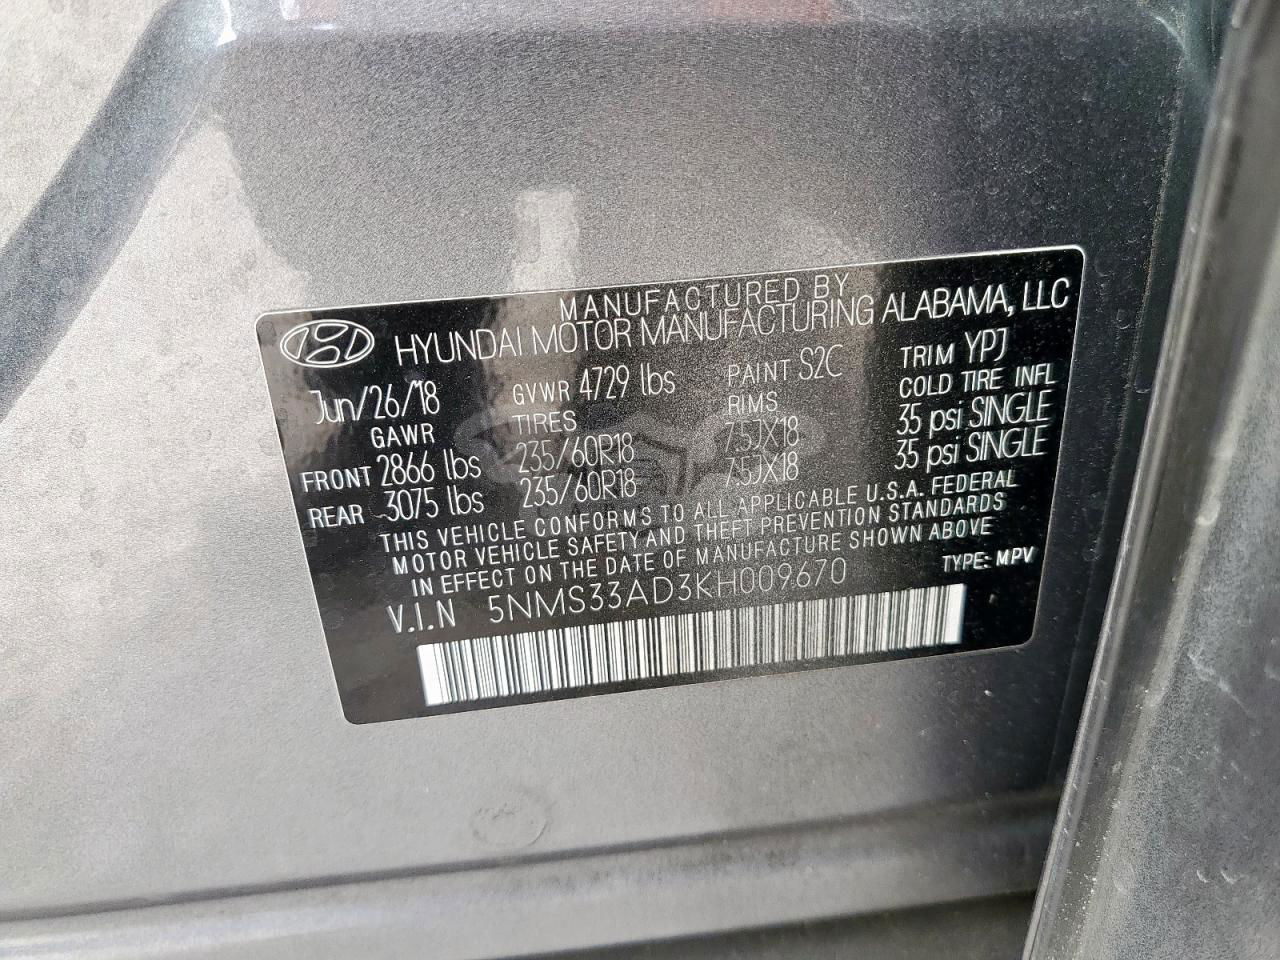 MANUFACTURED BY
HYUNDAI MOTOR MANUFACTURING ALABAMA, LLC
Jun/26/18 GVWR 4729 lbs PAINT S2C TRIM YPJ
GAWR TIRES RIMS COLD TIRE INFL
FRONT 2866 lbs 235/60R18 7.5JX18 35 psi SINGLE
REAR 3075 lbs 235/60R18 7.5JX18 35 psi SINGLE
THIS VEHICLE CONFORMS TO ALL APPLICABLE U.S.A. FEDERAL
MOTOR VEHICLE SAFETY AND THEFT PREVENTION STANDARDS
IN EFFECT ON THE DATE OF MANUFACTURE SHOWN ABOVE
V.I.N 5NMS33AD3KH009670 TYPE: MPV